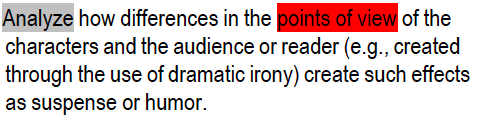 Analyze how differences in the points of view of the
characters and the audience or reader (e.g., created
through the use of dramatic irony) create such effects
as suspense or humor.